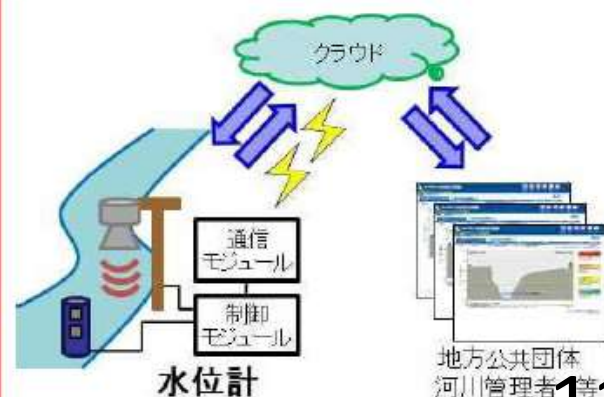 クラウド
通信
モジュール
制御
モジュール
水位計
地方公共団体
河川管理者等
11